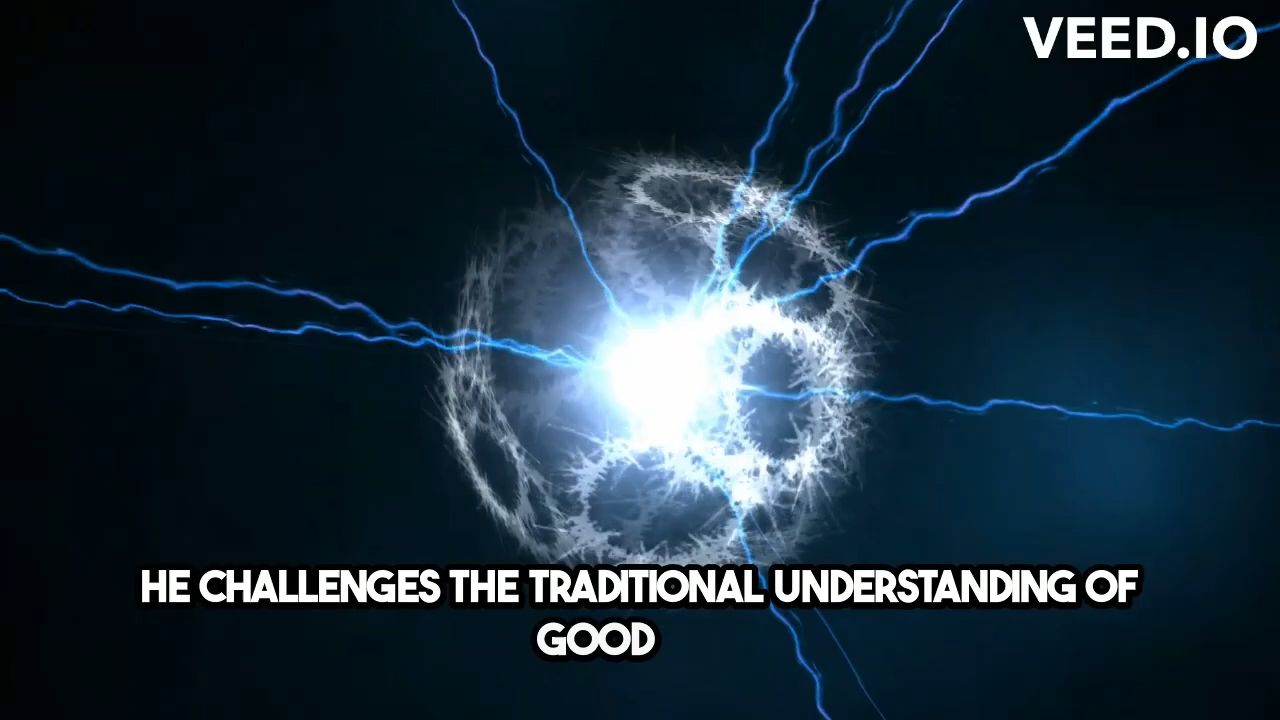 VEED.IO
HE CHALLENGES THE TRADITIONAL UNDERSTANDING OF
GOOD